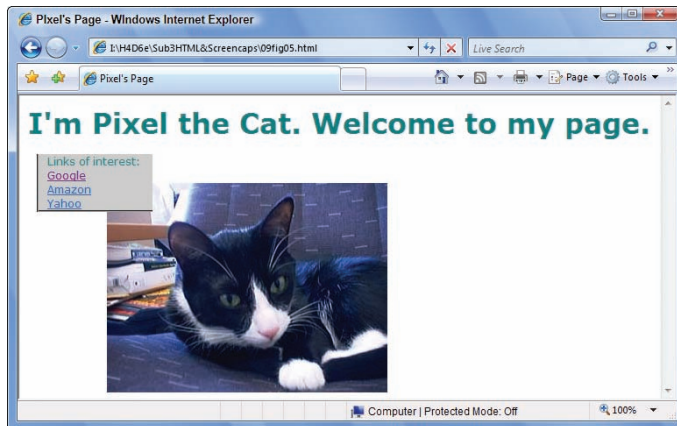 PIxel's Page - WIndows Internet Explorer
I:\H4D6e\Sub3HTML&Screencaps\09fig05.html
Live Search
Pixel's Page
Page
Tools
I'm Pixel the Cat. Welcome to my page.
Links of interest:
Google
Amazon
Yahoo
Computer | Protected Mode: Off
100%